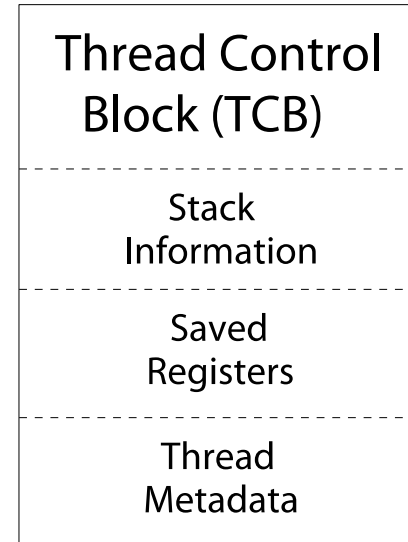 Thread Control
Block (TCB)
Stack
Information
Saved
Registers
Thread
Metadata